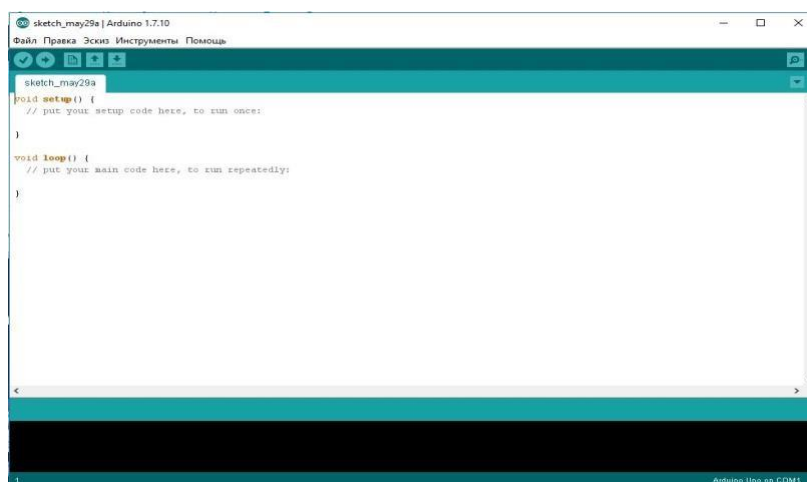 sketch_may29a | Arduino 1.7.10
Файл Правка Эскиз Инструменты Помощь
sketch_may29a
void setup() {
// put your setup code here, to run once:
}
void loop() {
// put your main code here, to run repeatedly:
}
1
Arduino Uno on COM1